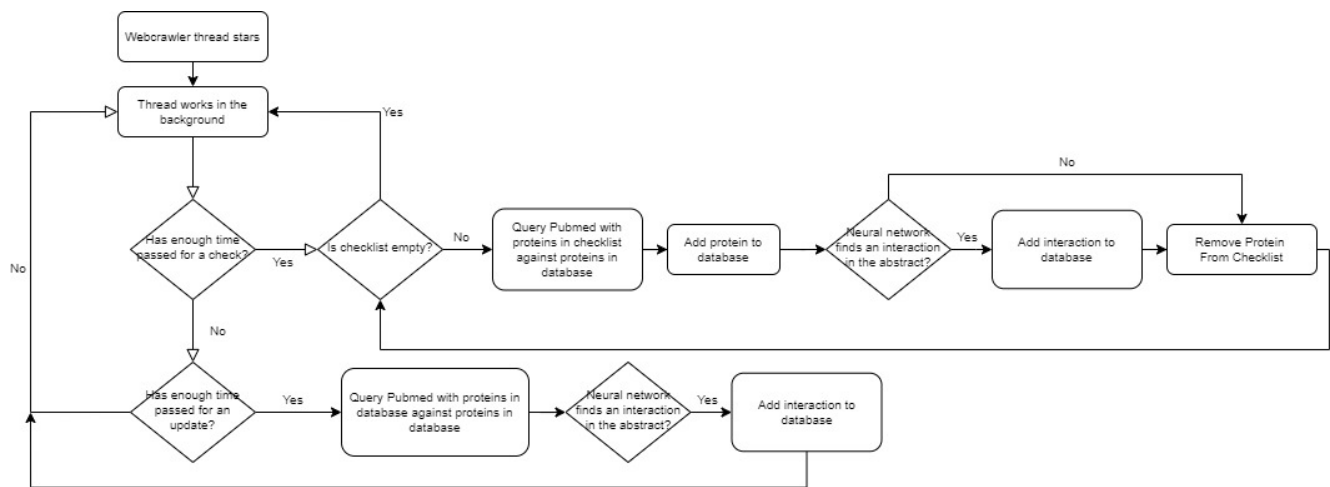 Webcrawler thread stars
Thread works in the
background
Yes
No
Has enough time
passed for a check?
Yes
Is checklist empty?
No
Query Pubmed with
proteins in checklist
against proteins in
database
Add protein to
database
Neural network
finds an interaction
in the abstract?
Yes
Add interaction to
database
No
Remove Protein
From Checklist
No
Has enough time
passed for an
update?
Yes
Query Pubmed with proteins in
database against proteins in
database
Neural network
finds an interaction
in the abstract?
Yes
Add interaction to
database